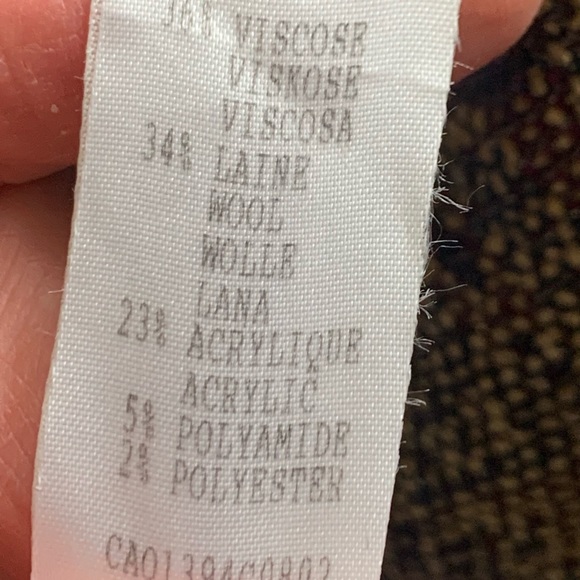 VISCOSE
VISKOSE
VISCOSA
34% LAINE
WOOL
WOLLE
LANA
23% ACRYLIQUE
ACRYLIC
5% POLYAMIDE
2% POLYESTER